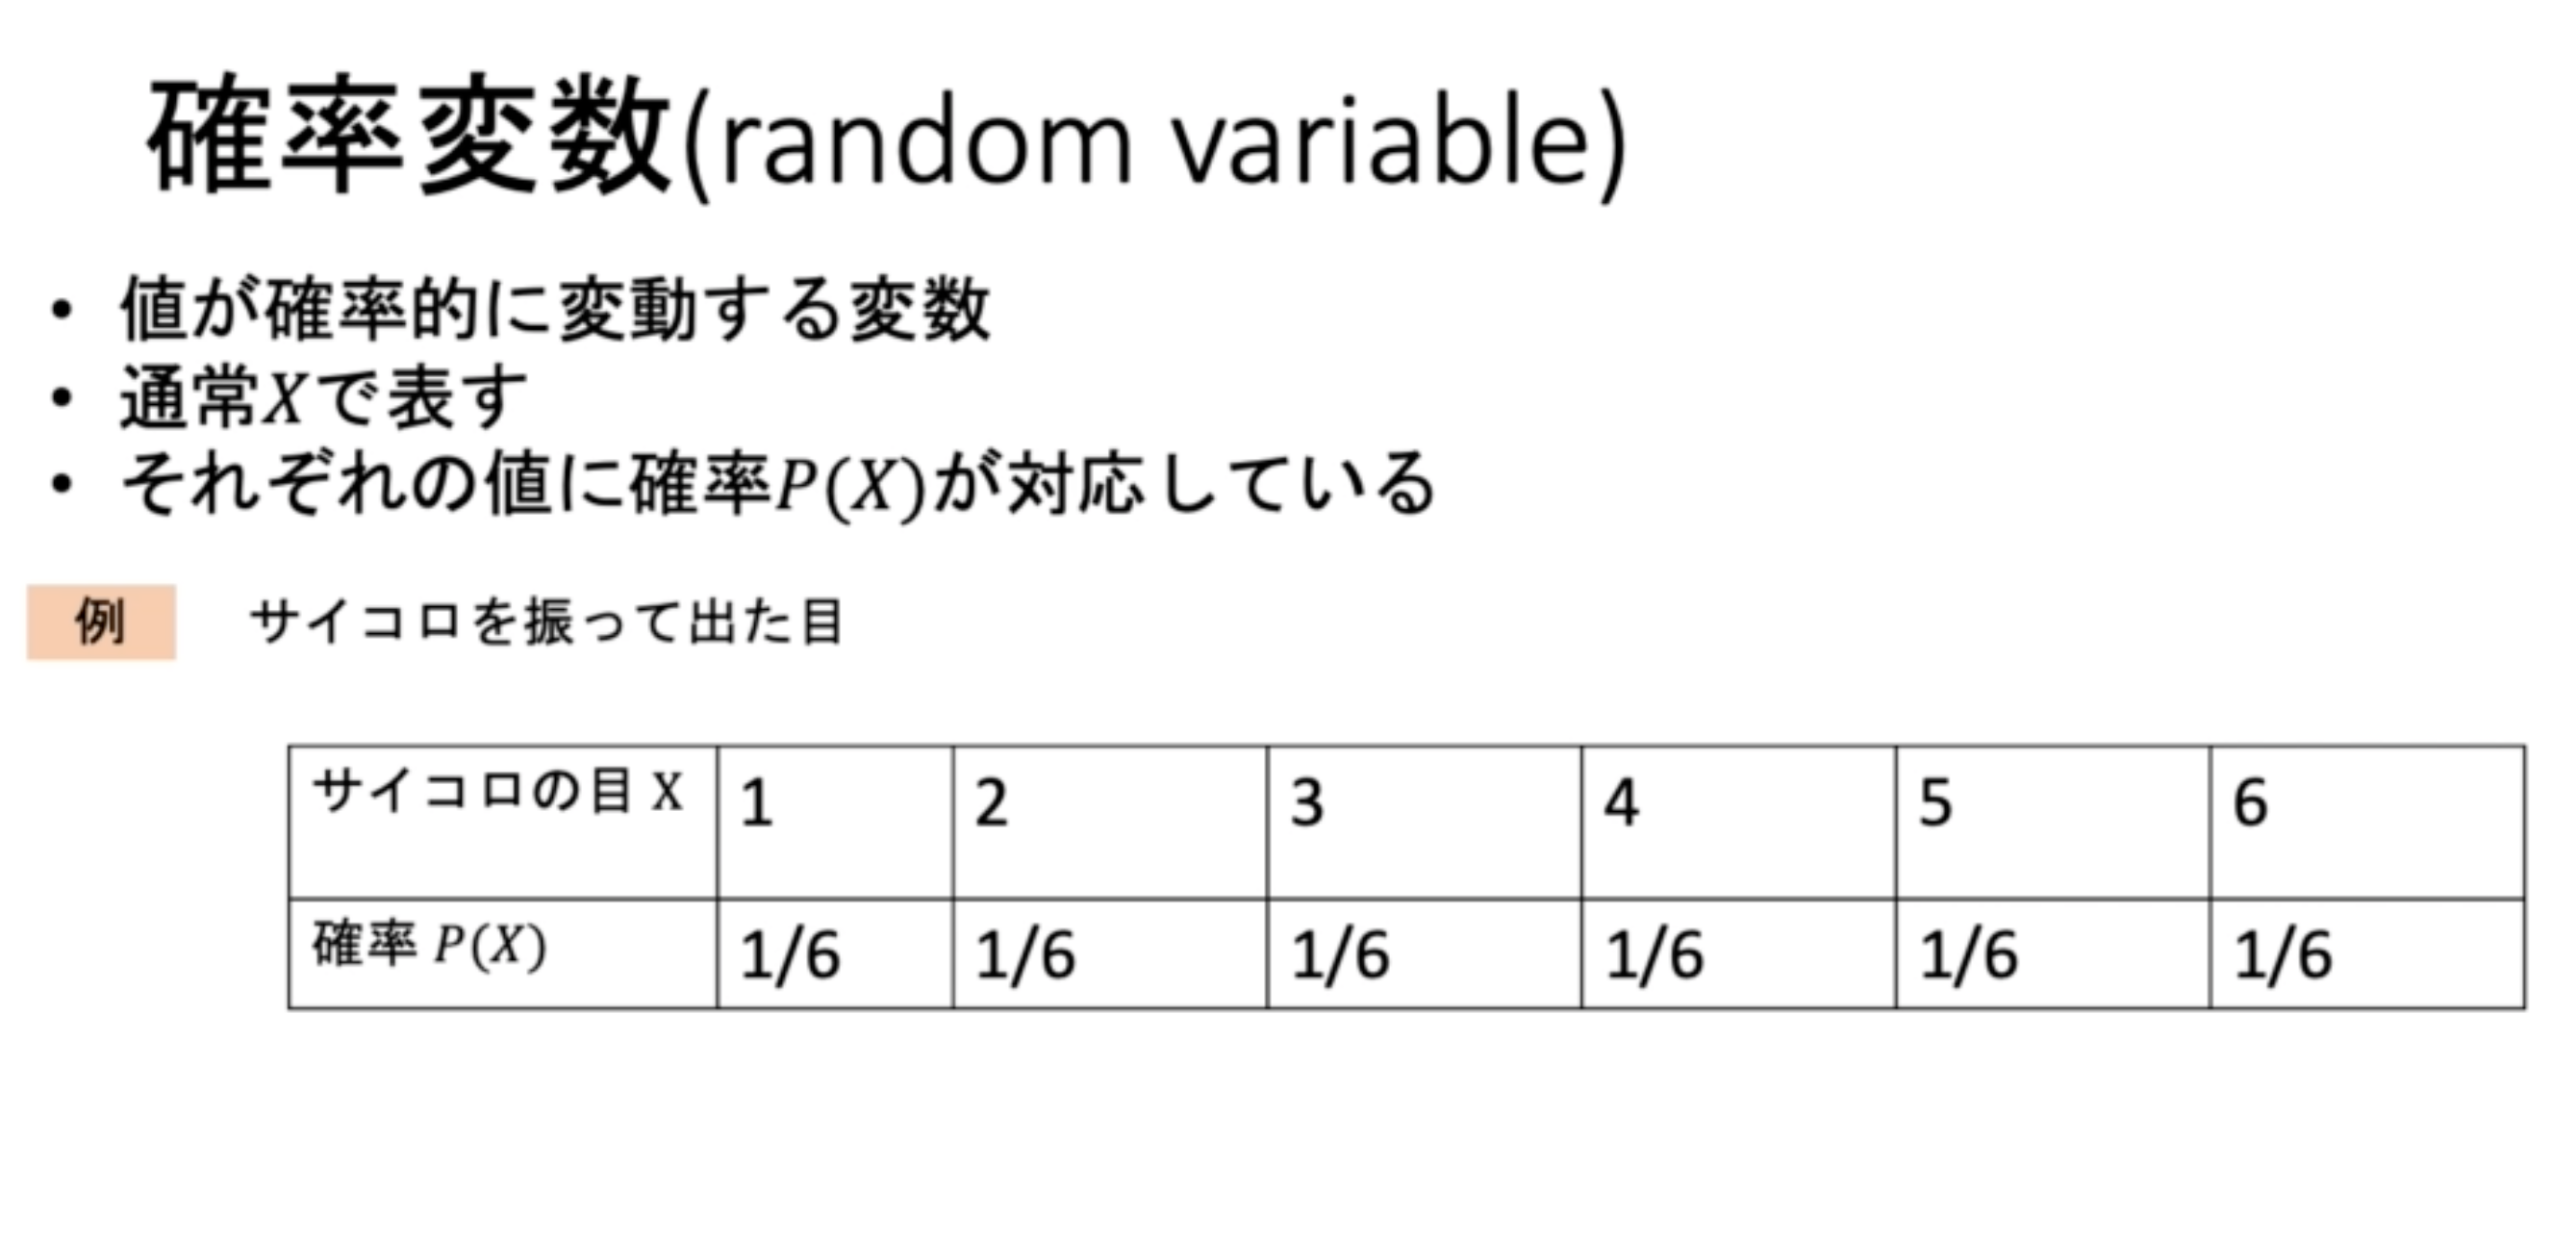 確率変数(random variable)
• 値が確率的に変動する変数
• 通常Xで表す
• それぞれの値に確率P(X)が対応している
例 サイコロを振って出た目
サイコロの目 X 1 2 3 4 5 6
確率 P(X) 1/6 1/6 1/6 1/6 1/6 1/6